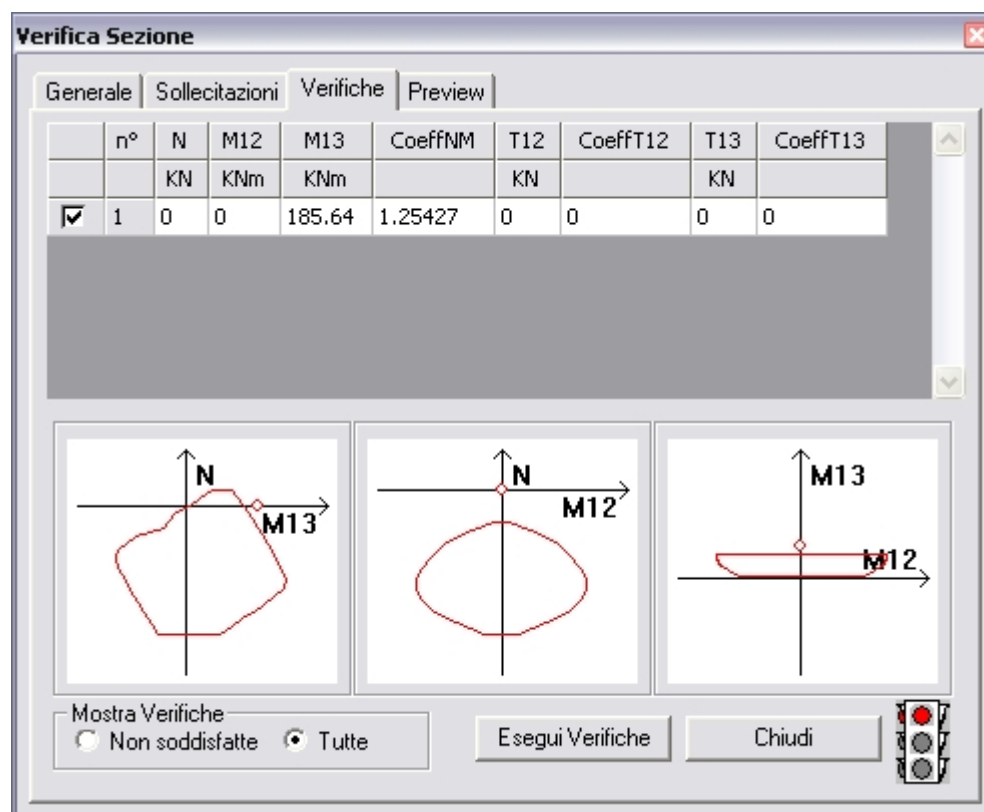 Verifica Sezione
Generale Sollecitazioni Verifiche Preview
n° N M12 M13 CoeffNM T12 CoeffT12 T13 CoeffT13
KN KNm KNm KN KN
1 0 0 185.64 1.25427 0 0 0 0
N
M13
N
M12
M13
M12
Mostra Verifiche
Non soddisfatte Tutte
Esegui Verifiche Chiudi